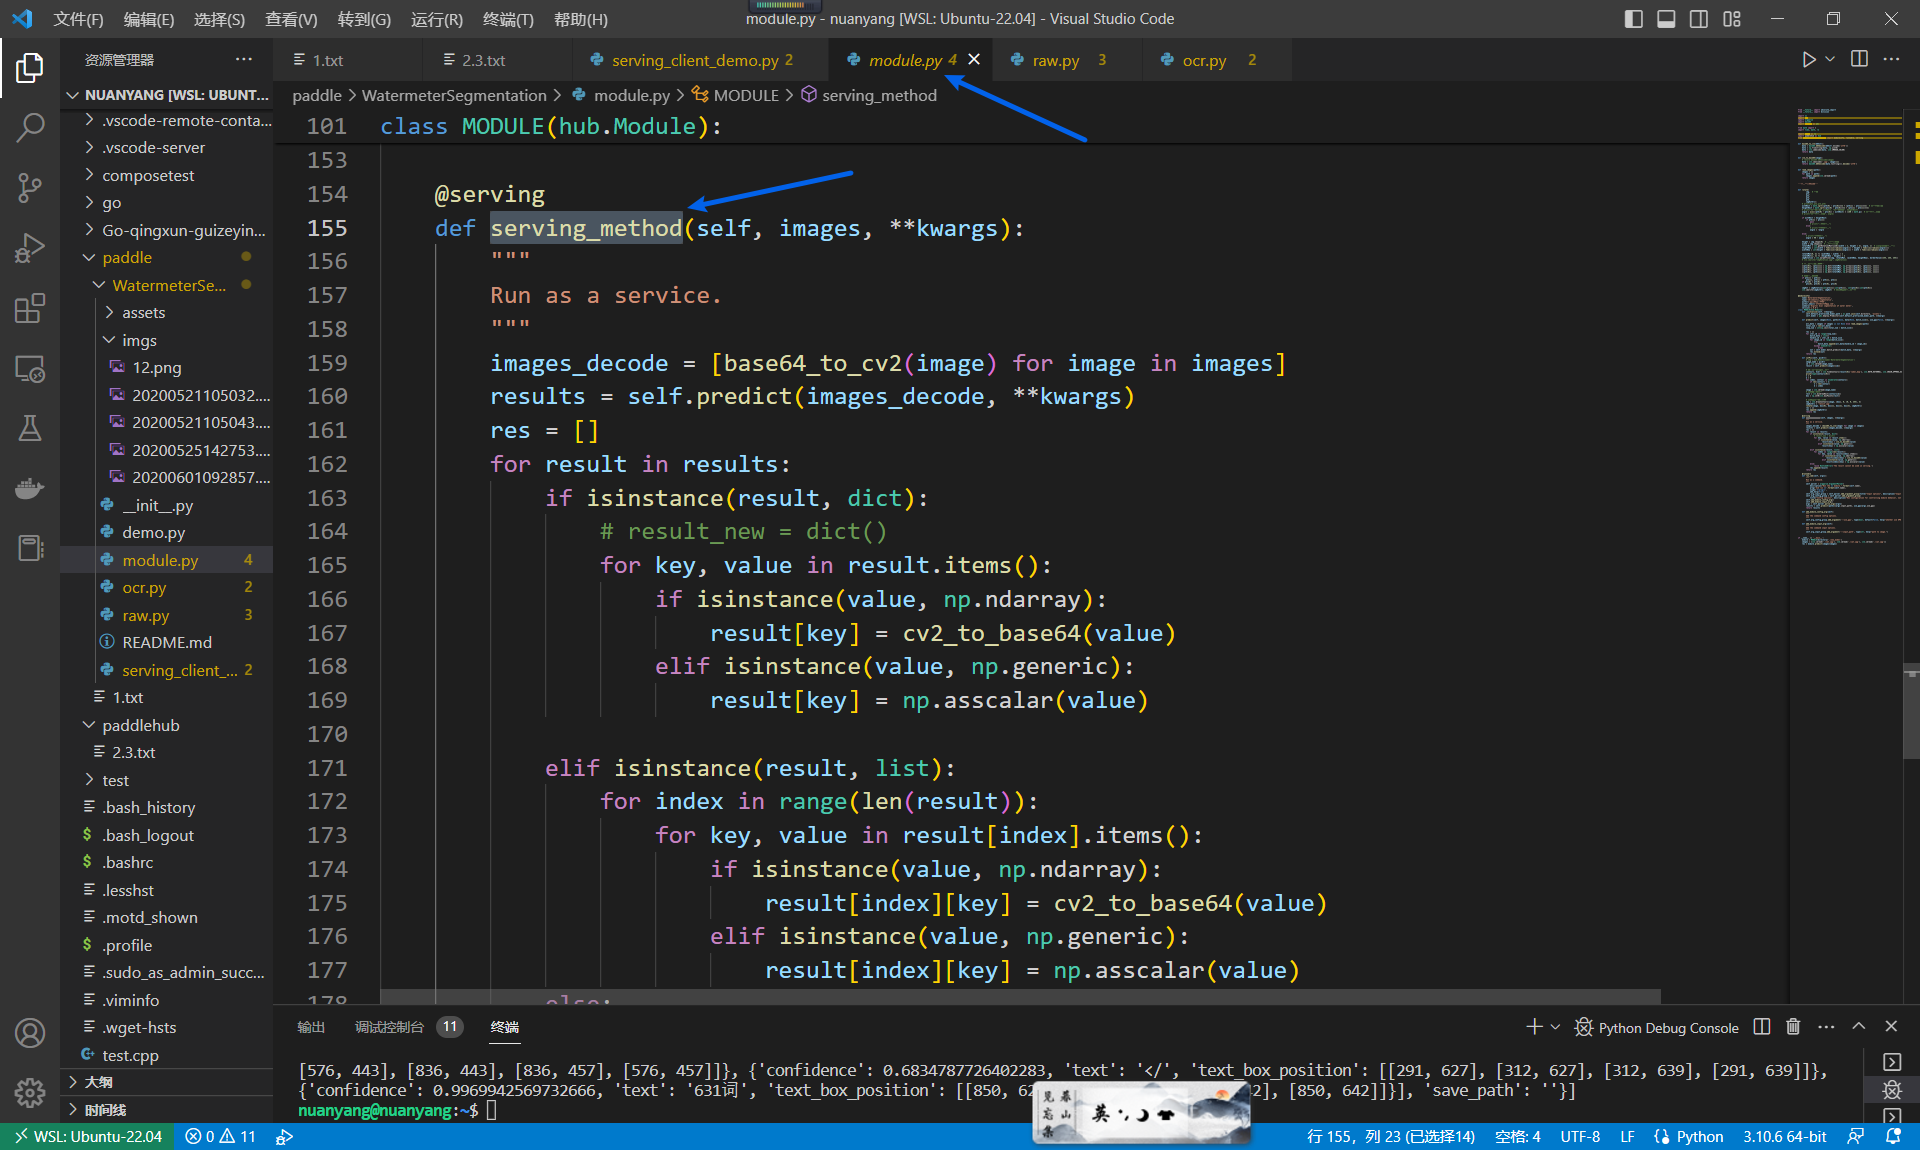 文件(F) 编辑(E) 选择(S) 查看(V) 转到(G) 运行(R) 终端(T) 帮助(H)
module.py - nuanyang [WSL: Ubuntu-22.04] - Visual Studio Code
资源管理器
1.txt
2.3.txt
serving_client_demo.py 2
module.py 4
raw.py 3
ocr.py 2
NUANYANG [WSL: UBUNT...
.vscode-remote-conta...
.vscode-server
composetest
go
Go-qingxun-guizeyin...
paddle
WatermeterSe...
assets
imgs
12.png
20200521105032....
20200521105043....
20200525142753....
20200601092857....
__init__.py
demo.py
module.py 4
ocr.py 2
raw.py 3
README.md
serving_client_... 2
1.txt
paddlehub
2.3.txt
test
.bash_history
.bash_logout
.bashrc
.lesshst
.motd_shown
.profile
.sudo_as_admin_succ...
.viminfo
.wget-hsts
test.cpp
大纲
时间线
paddle > WatermeterSegmentation > module.py > MODULE > serving_method
101 class MODULE(hub.Module):
153
154 @serving
155 def serving_method(self, images, **kwargs):
156 """
157 Run as a service.
158 """
159 images_decode = [base64_to_cv2(image) for image in images]
160 results = self.predict(images_decode, **kwargs)
161 res = []
162 for result in results:
163 if isinstance(result, dict):
164 # result_new = dict()
165 for key, value in result.items():
166 if isinstance(value, np.ndarray):
167 result[key] = cv2_to_base64(value)
168 elif isinstance(value, np.generic):
169 result[key] = np.asscalar(value)
170
171 elif isinstance(result, list):
172 for index in range(len(result)):
173 for key, value in result[index].items():
174 if isinstance(value, np.ndarray):
175 result[index][key] = cv2_to_base64(value)
176 elif isinstance(value, np.generic):
177 result[index][key] = np.asscalar(value)
178 else:
输出 调试控制台 11 终端
Python Debug Console
[576, 443], [836, 443], [836, 457], [576, 457]]}, {'confidence': 0.6834787726402283, 'text': '</', 'text_box_position': [[291, 627], [312, 627], [312, 639], [291, 639]]},
{'confidence': 0.9969942569732666, 'text': '631词', 'text_box_position': [[850, 62 2], [850, 642]]}], 'save_path': ''}]
nuanyang@nuanyang:~$
英
WSL: Ubuntu-22.04 0 11
行 155，列 23 (已选择14) 空格: 4 UTF-8 LF Python 3.10.6 64-bit